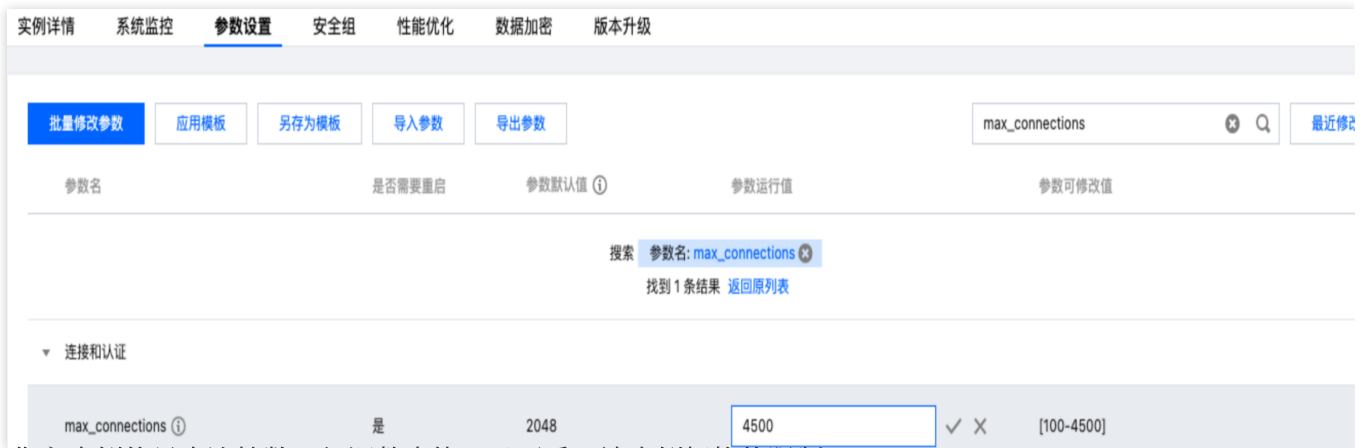 实例详情 系统监控 参数设置 安全组 性能优化 数据加密 版本升级
批量修改参数 应用模板 另存为模板 导入参数 导出参数 max_connections 最近修改
参数名 是否需要重启 参数默认值 参数运行值 参数可修改值
搜索 参数名: max_connections
找到 1 条结果 返回原列表
连接和认证
max_connections 是 2048 4500 [100-4500]